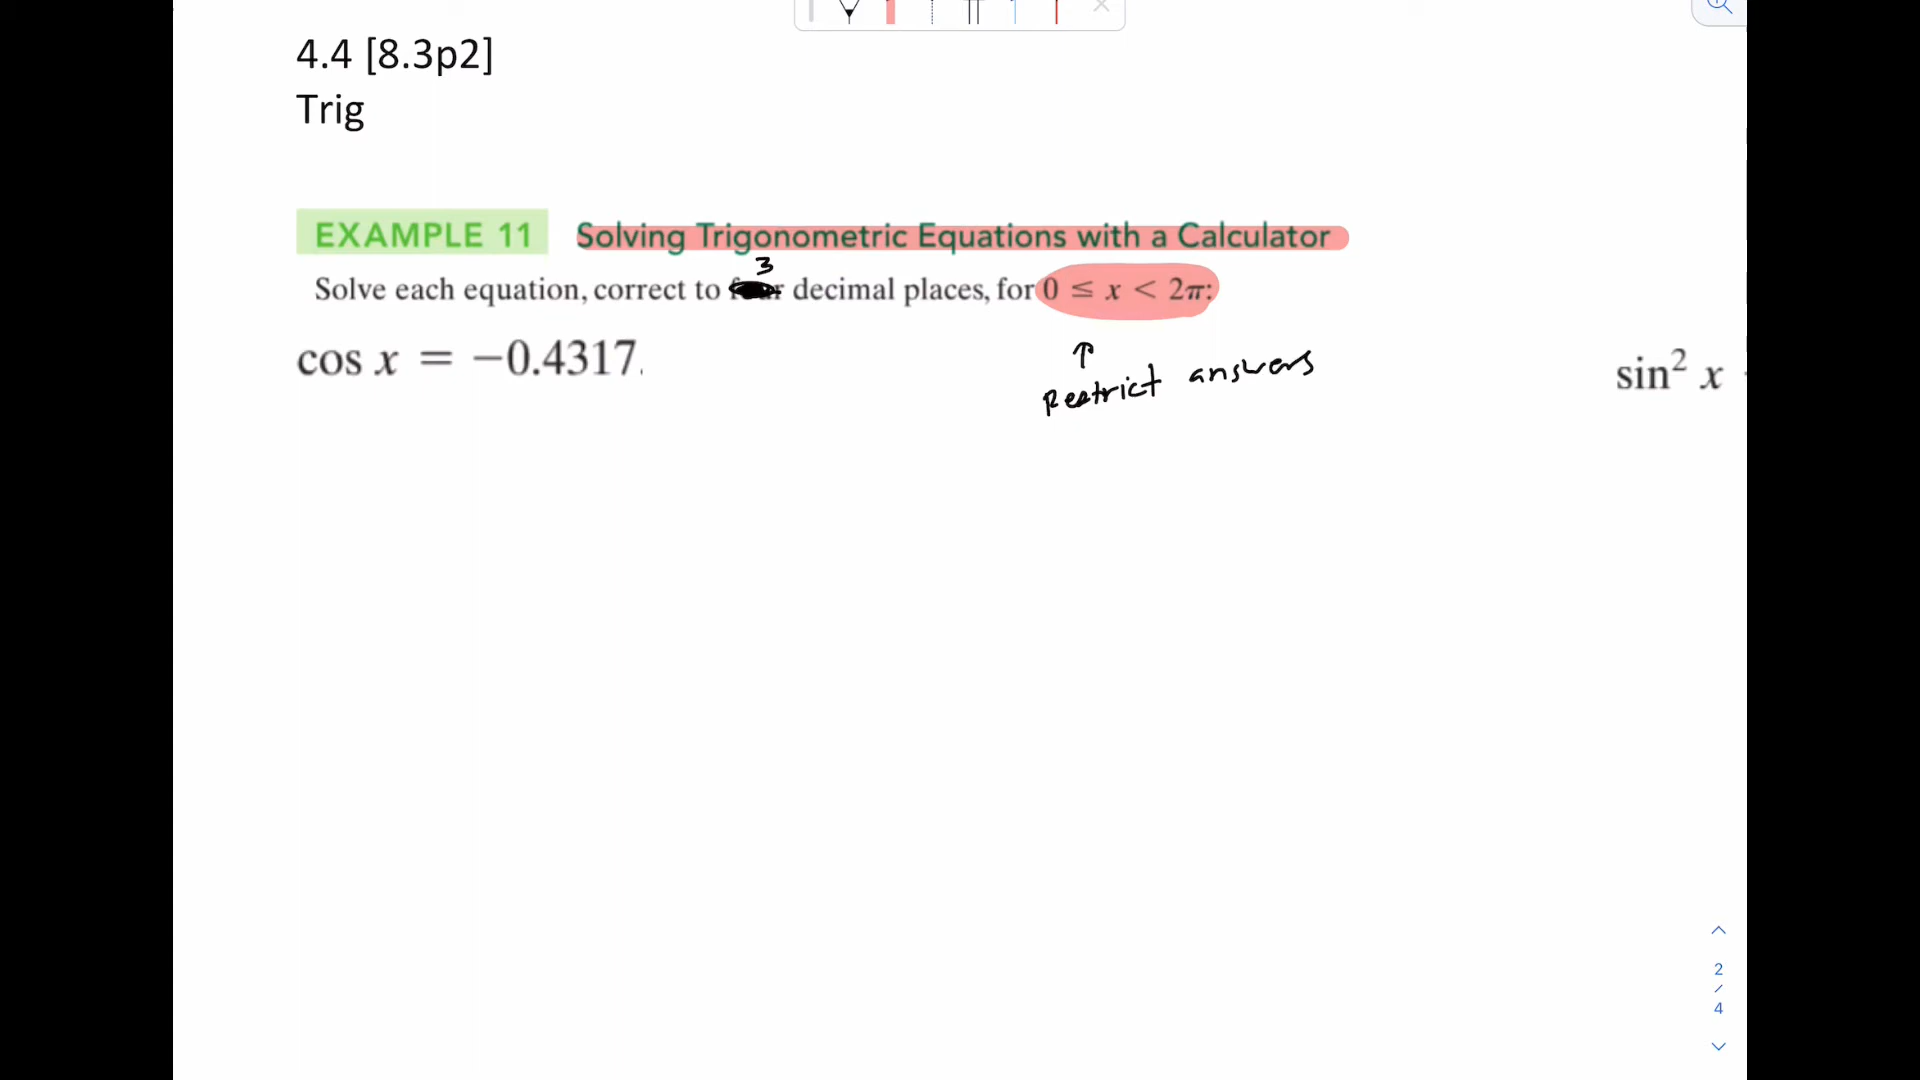 4.4 [8.3p2]
Trig
EXAMPLE 11 Solving Trigonometric Equations with a Calculator
3
Solve each equation, correct to decimal places, for 0 ≤ x < 2π:
cos x = −0.4317.
↑
Restrict answers
sin² x
2
/
4